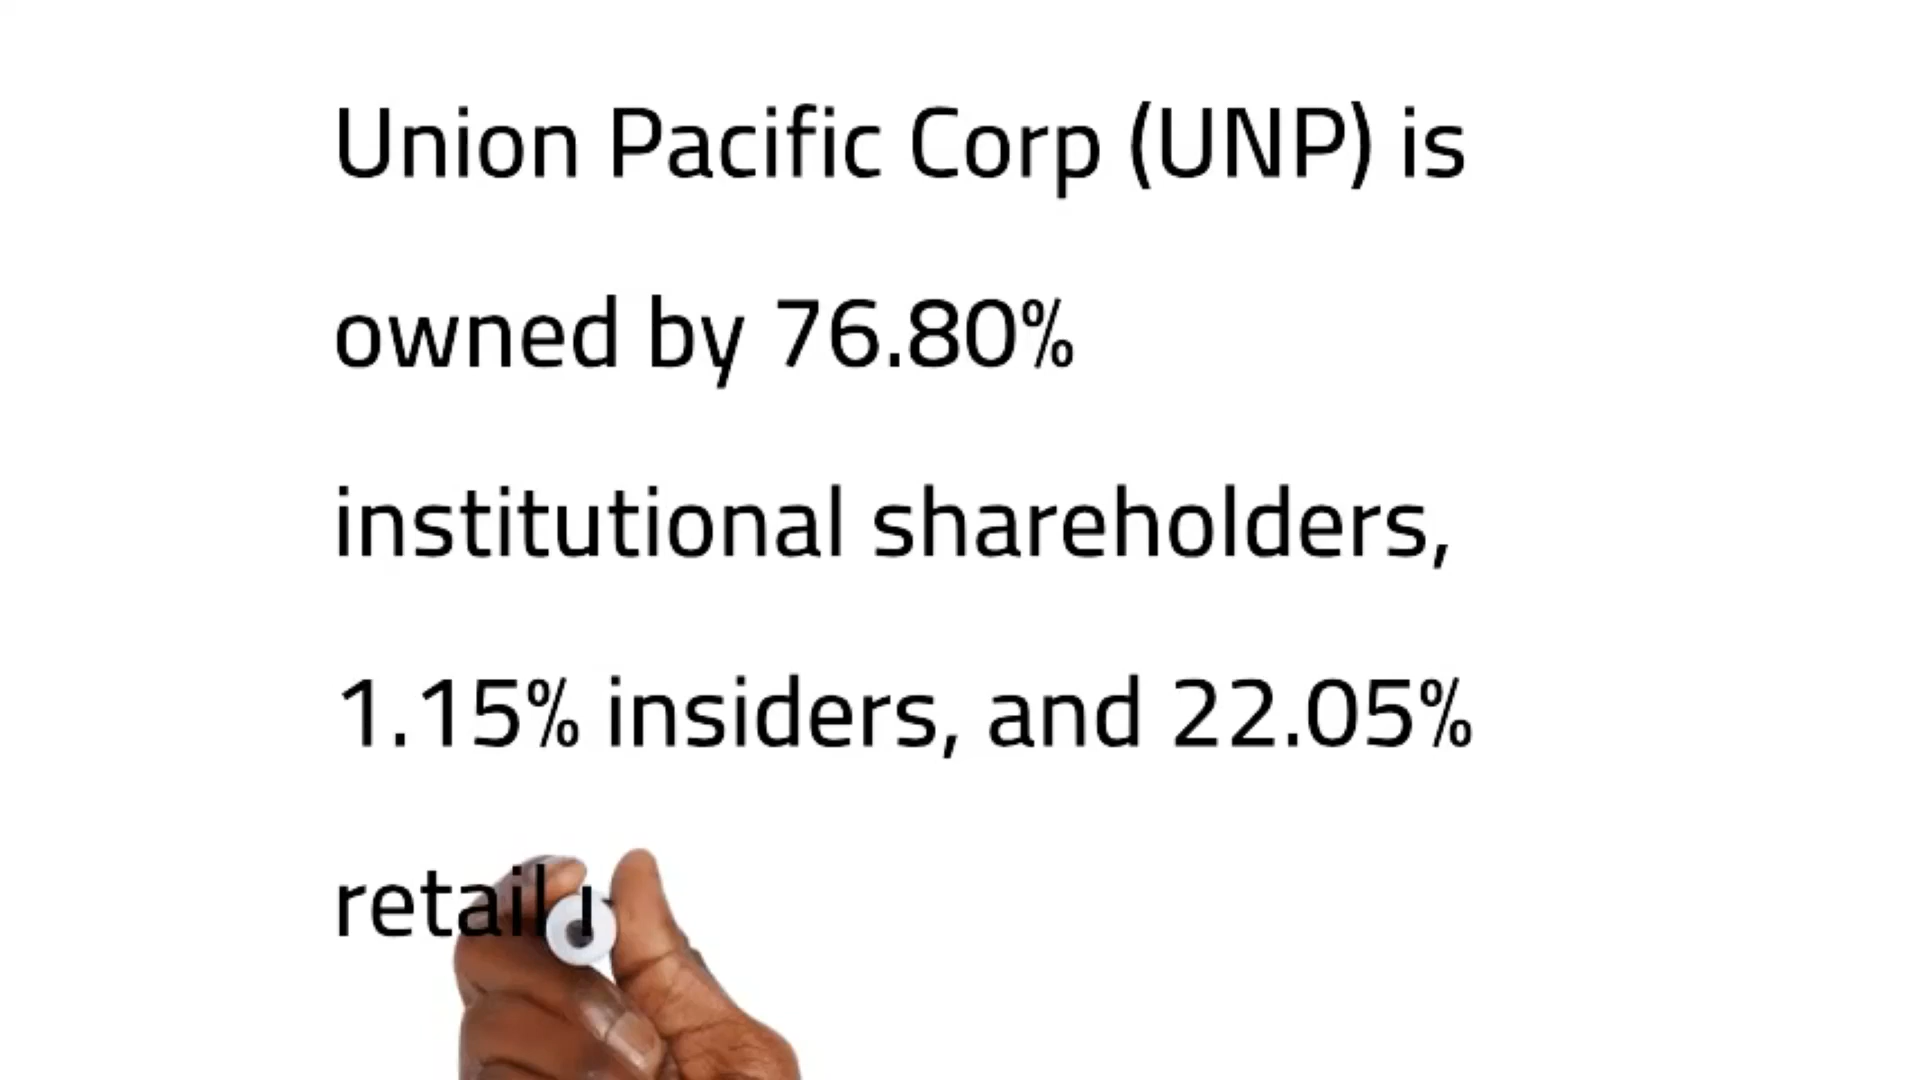 Union Pacific Corp (UNP) is
owned by 76.80%
institutional shareholders,
1.15% insiders, and 22.05%
retail